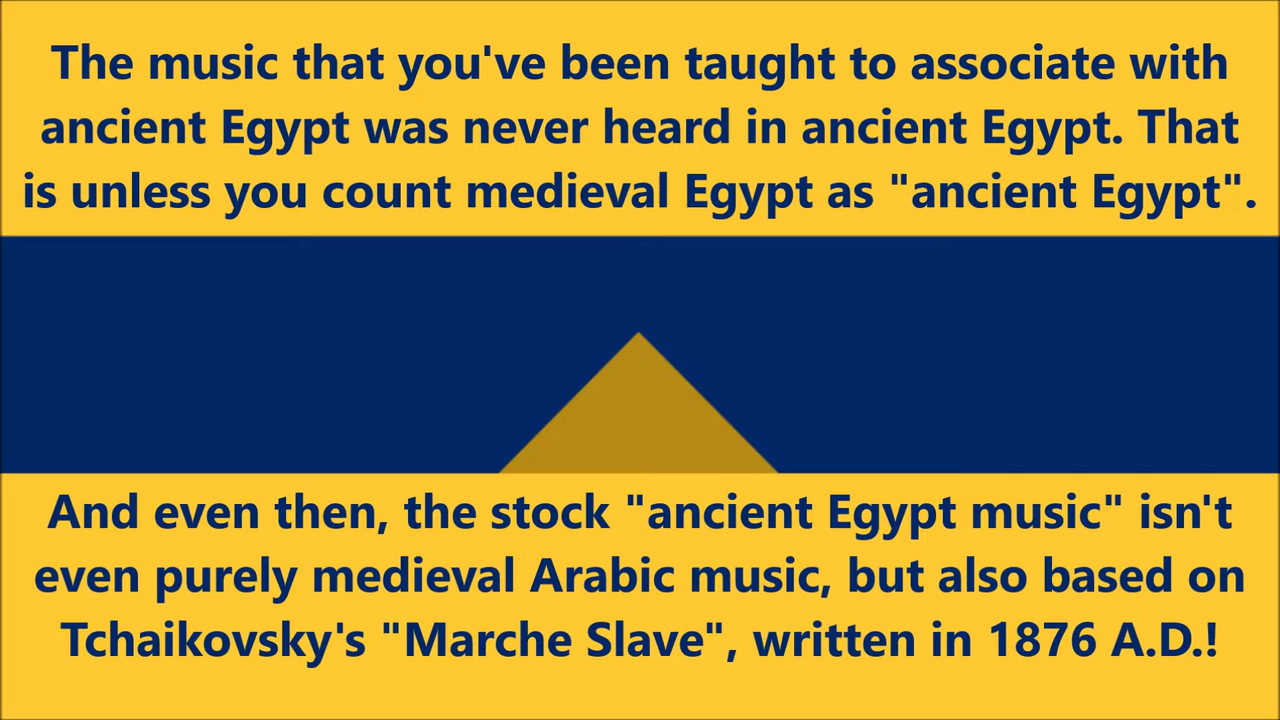 The music that you've been taught to associate with
ancient Egypt was never heard in ancient Egypt. That
is unless you count medieval Egypt as "ancient Egypt".
And even then, the stock "ancient Egypt music" isn't
even purely medieval Arabic music, but also based on
Tchaikovsky's "Marche Slave", written in 1876 A.D.!